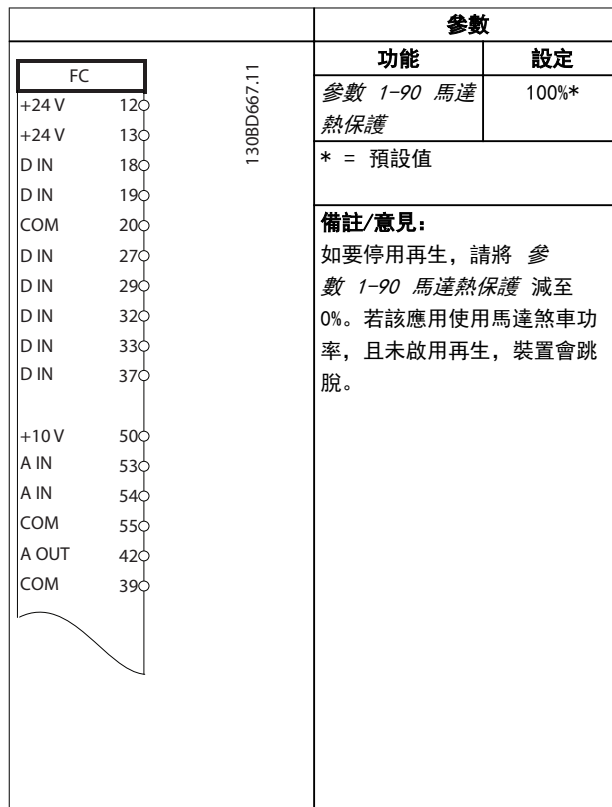 FC
+24 V 12
+24 V 13
D IN 18
D IN 19
COM 20
D IN 27
D IN 29
D IN 32
D IN 33
D IN 37
+10 V 50
A IN 53
A IN 54
COM 55
A OUT 42
COM 39
130BD667.11
參數
功能 設定
參數 1-90 馬達 100%*
熱保護
* = 預設值
備註/意見：
如要停用再生，請將 參
數 1-90 馬達熱保護 減至
0%。若該應用使用馬達煞車功
率，且未啟用再生，裝置會跳
脫。